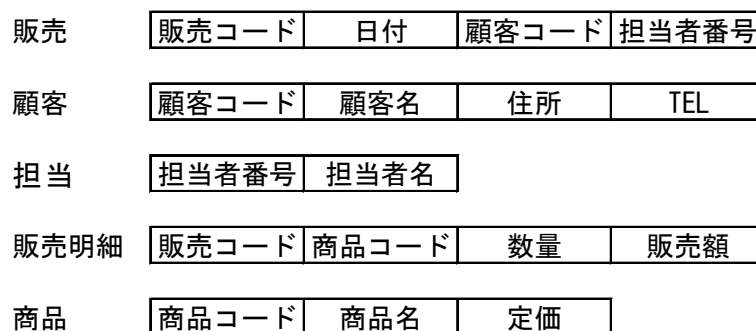 販売 販売コード 日付 顧客コード 担当者番号
顧客 顧客コード 顧客名 住所 TEL
担当 担当者番号 担当者名
販売明細 販売コード 商品コード 数量 販売額
商品 商品コード 商品名 定価